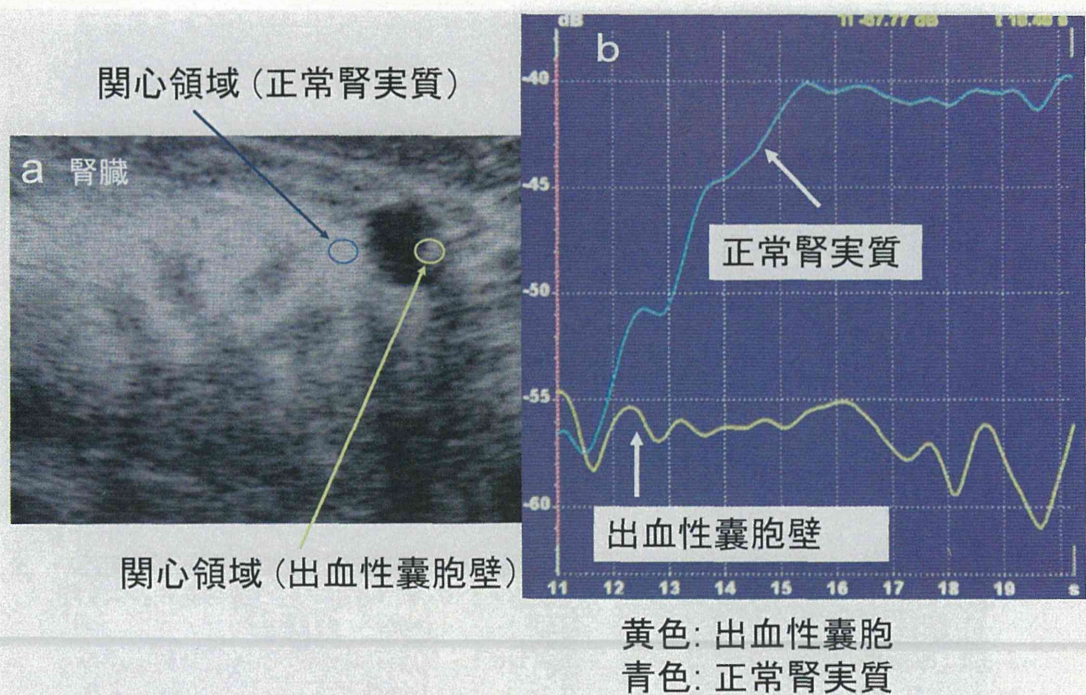 関心領域 (正常腎実質)
a 腎臓
関心領域 (出血性嚢胞壁)
dB
b
-40
-45
-50
-55
-60
正常腎実質
出血性嚢胞壁
11 12 13 14 15 16 17 18 19 s
黄色: 出血性嚢胞
青色: 正常腎実質